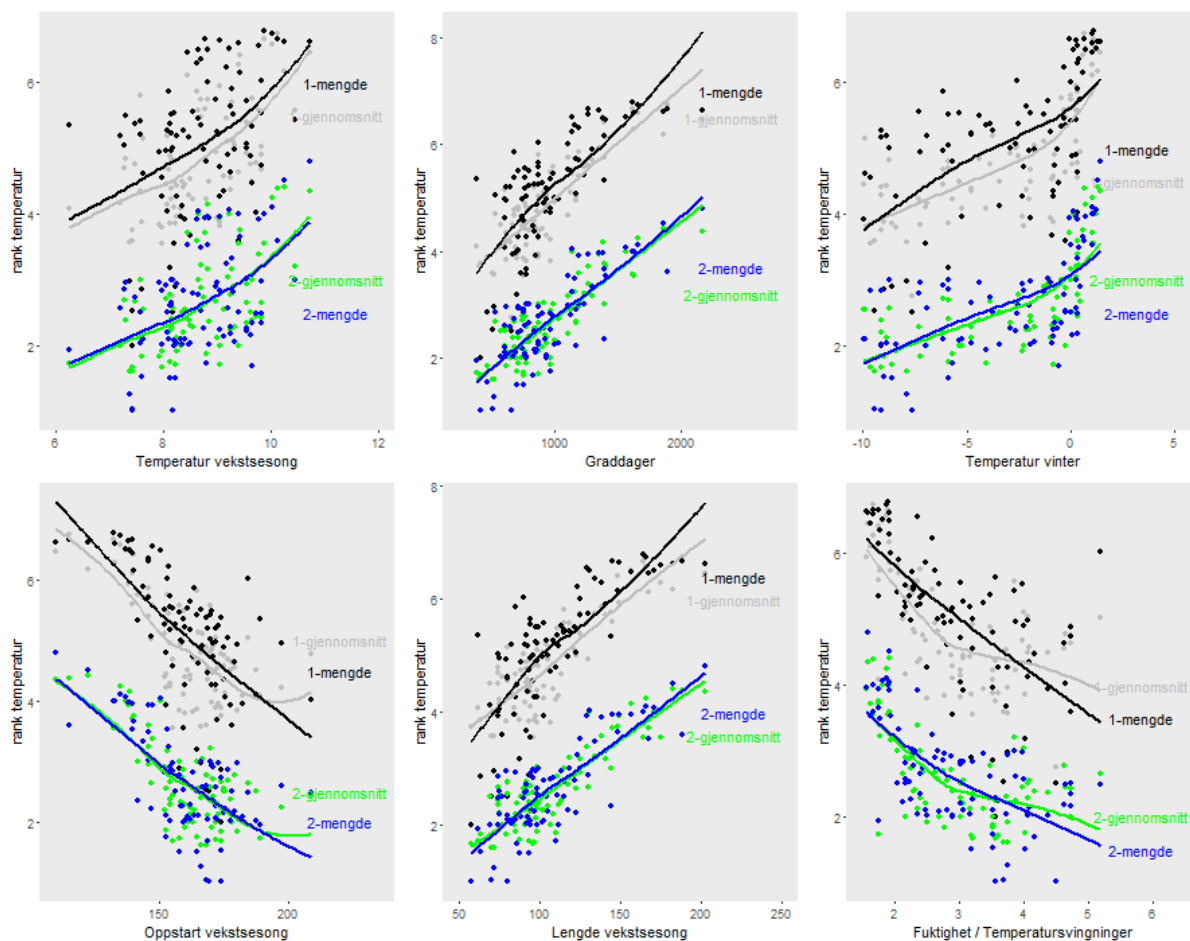 rank temperatur
6
4
2
1-mengde
1-gjennomsnitt
2-gjennomsnitt
2-mengde
6
8
10
12
Temperatur vekstsesong
rank temperatur
8
6
4
2
1-mengde
1-gjennomsnitt
2-mengde
2-gjennomsnitt
1000
2000
Graddager
rank temperatur
6
4
2
1-mengde
1-gjennomsnitt
2-gjennomsnitt
2-mengde
-10
-5
0
5
Temperatur vinter
rank temperatur
6
4
2
1-gjennomsnitt
1-mengde
2-gjennomsnitt
2-mengde
150
200
Oppstart vekstsesong
rank temperatur
8
6
4
2
1-mengde
1-gjennomsnitt
2-mengde
2-gjennomsnitt
50
100
150
200
250
Lengde vekstsesong
rank temperatur
6
4
2
1-gjennomsnitt
1-mengde
2-gjennomsnitt
2-mengde
2
3
4
5
6
Fuktighet / Temperatursvingninger